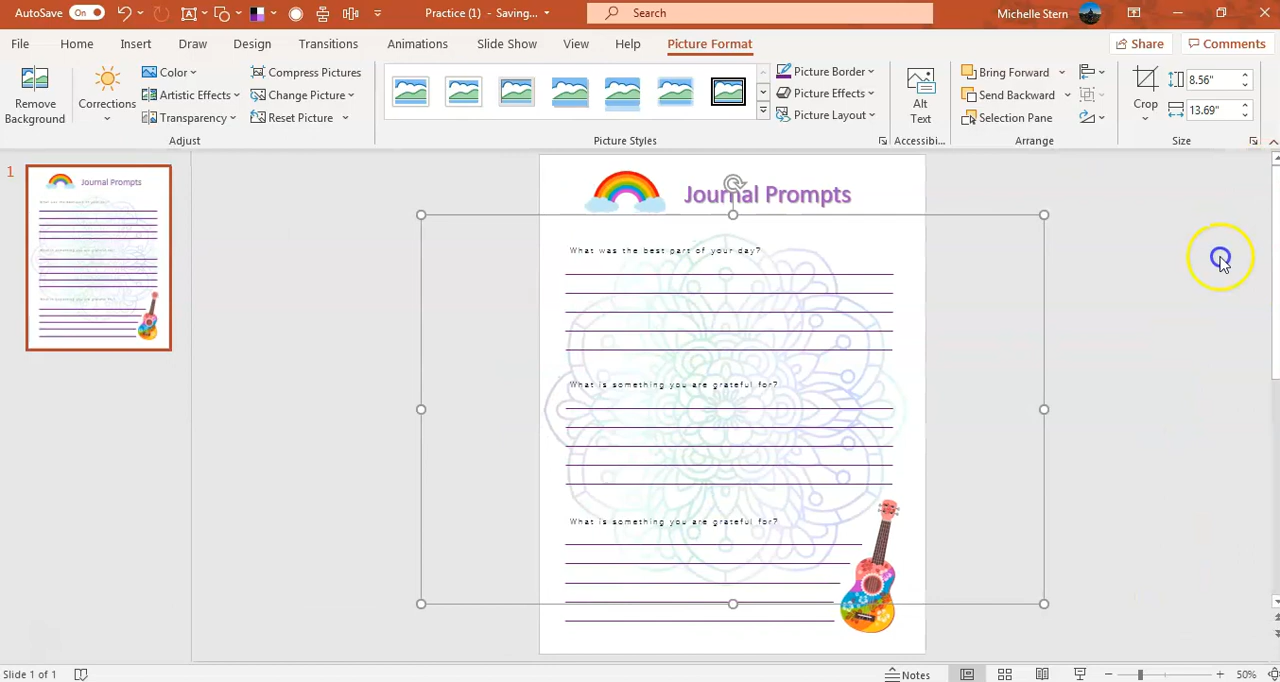 AutoSave On Practice (1) - Saving... Search Michelle Stern
File Home Insert Draw Design Transitions Animations Slide Show View Help Picture Format Share Comments
Remove Background
Corrections
Color
Artistic Effects
Transparency
Compress Pictures
Change Picture
Reset Picture
Adjust
Picture Border
Picture Effects
Picture Layout
Picture Styles
Alt Text
Accessibi...
Bring Forward
Send Backward
Selection Pane
Arrange
Crop
8.56"
13.69"
Size
1
Journal Prompts
Journal Prompts
What was the best part of your day?
What is something you are grateful for?
What is something you are grateful for?
Slide 1 of 1 Notes 50%